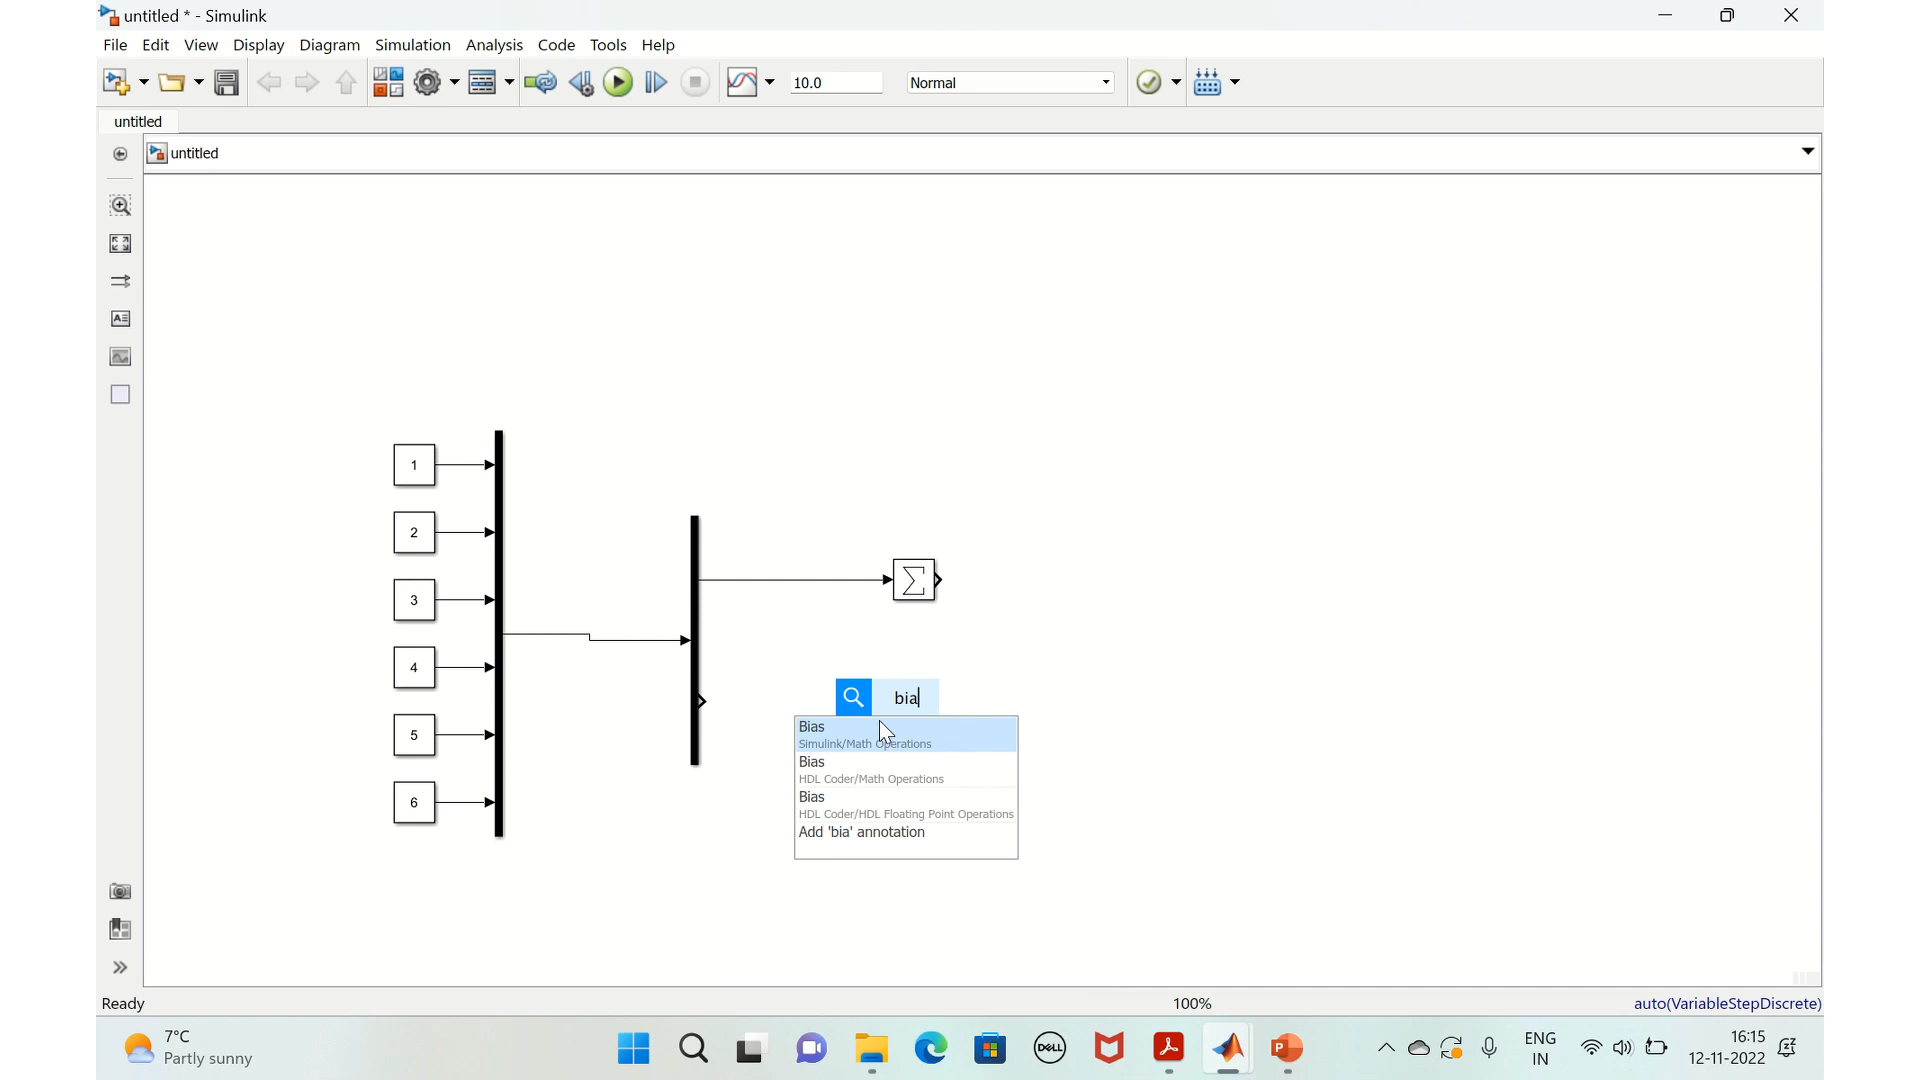 untitled * - Simulink
File Edit View Display Diagram Simulation Analysis Code Tools Help
10.0
Normal
untitled
untitled
1
2
3
4
5
6
bia
Bias
Simulink/Math Operations
Bias
HDL Coder/Math Operations
Bias
HDL Coder/HDL Floating Point Operations
Add 'bia' annotation
Ready
100%
auto(VariableStepDiscrete)
7°C
Partly sunny
DELL
ENG
IN
16:15
12-11-2022